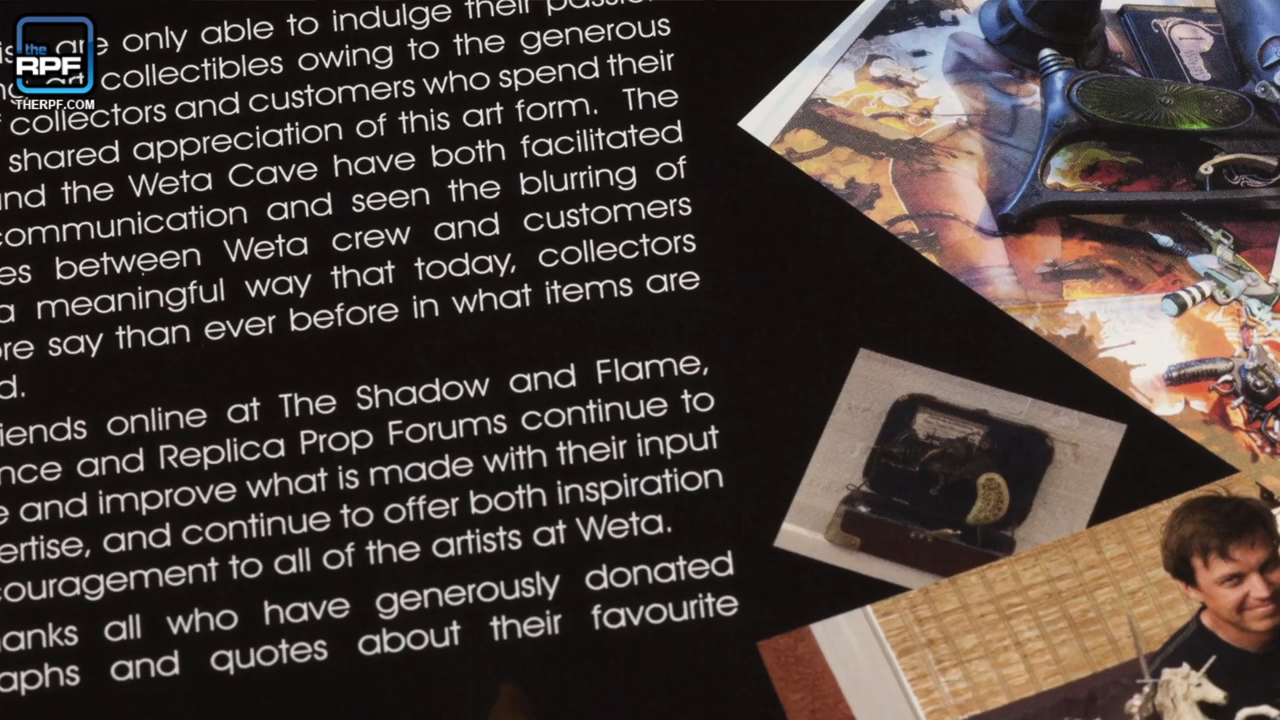 the
RPF
THERPF.COM
are only able to indulge their
collectibles owing to the generous
collectors and customers who spend their
shared appreciation of this art form. The
the Weta Cave have both facilitated
and seen the blurring of
between Weta crew and customers
a meaningful way that today, collectors
say than ever before in what items are
online at The Shadow and Flame,
and Replica Prop Forums continue to
and improve what is made with their input
and continue to offer both inspiration
to all of the artists at Weta.
all who have generously donated
and quotes about their favourite